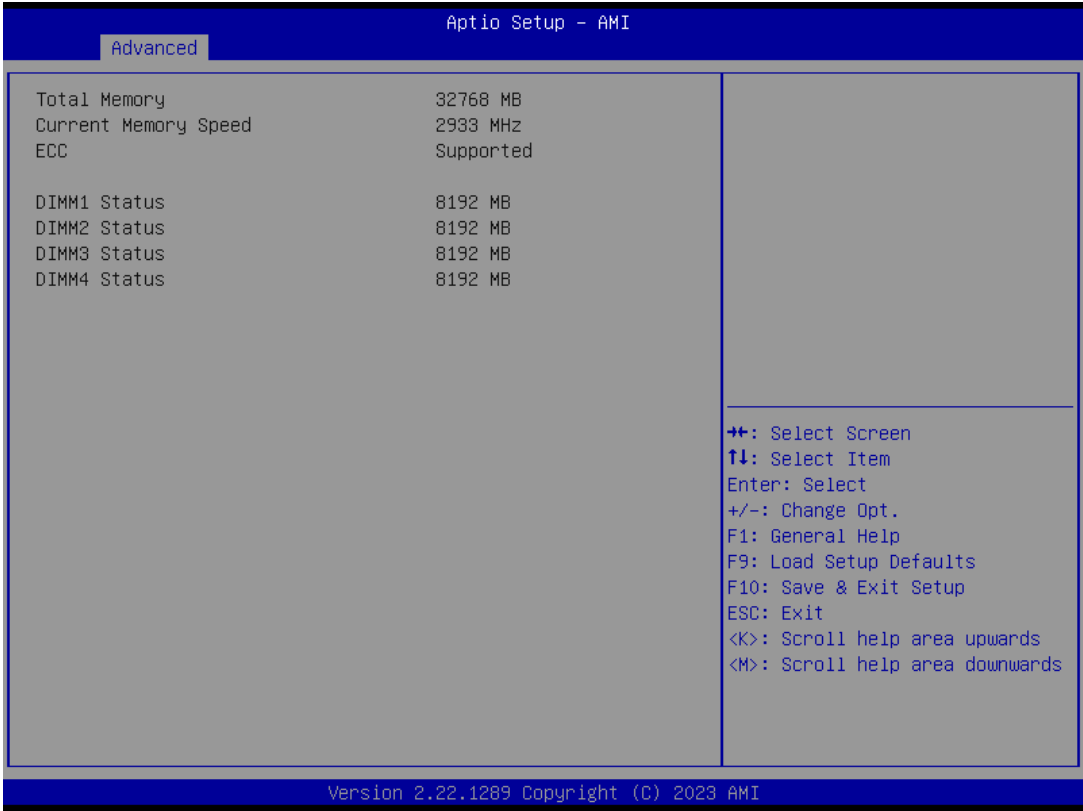 Aptio Setup – AMI
Advanced
Total Memory 32768 MB
Current Memory Speed 2933 MHz
ECC Supported
DIMM1 Status 8192 MB
DIMM2 Status 8192 MB
DIMM3 Status 8192 MB
DIMM4 Status 8192 MB
→←: Select Screen
↑↓: Select Item
Enter: Select
+/-: Change Opt.
F1: General Help
F9: Load Setup Defaults
F10: Save & Exit Setup
ESC: Exit
<K>: Scroll help area upwards
<M>: Scroll help area downwards
Version 2.22.1289 Copyright (C) 2023 AMI